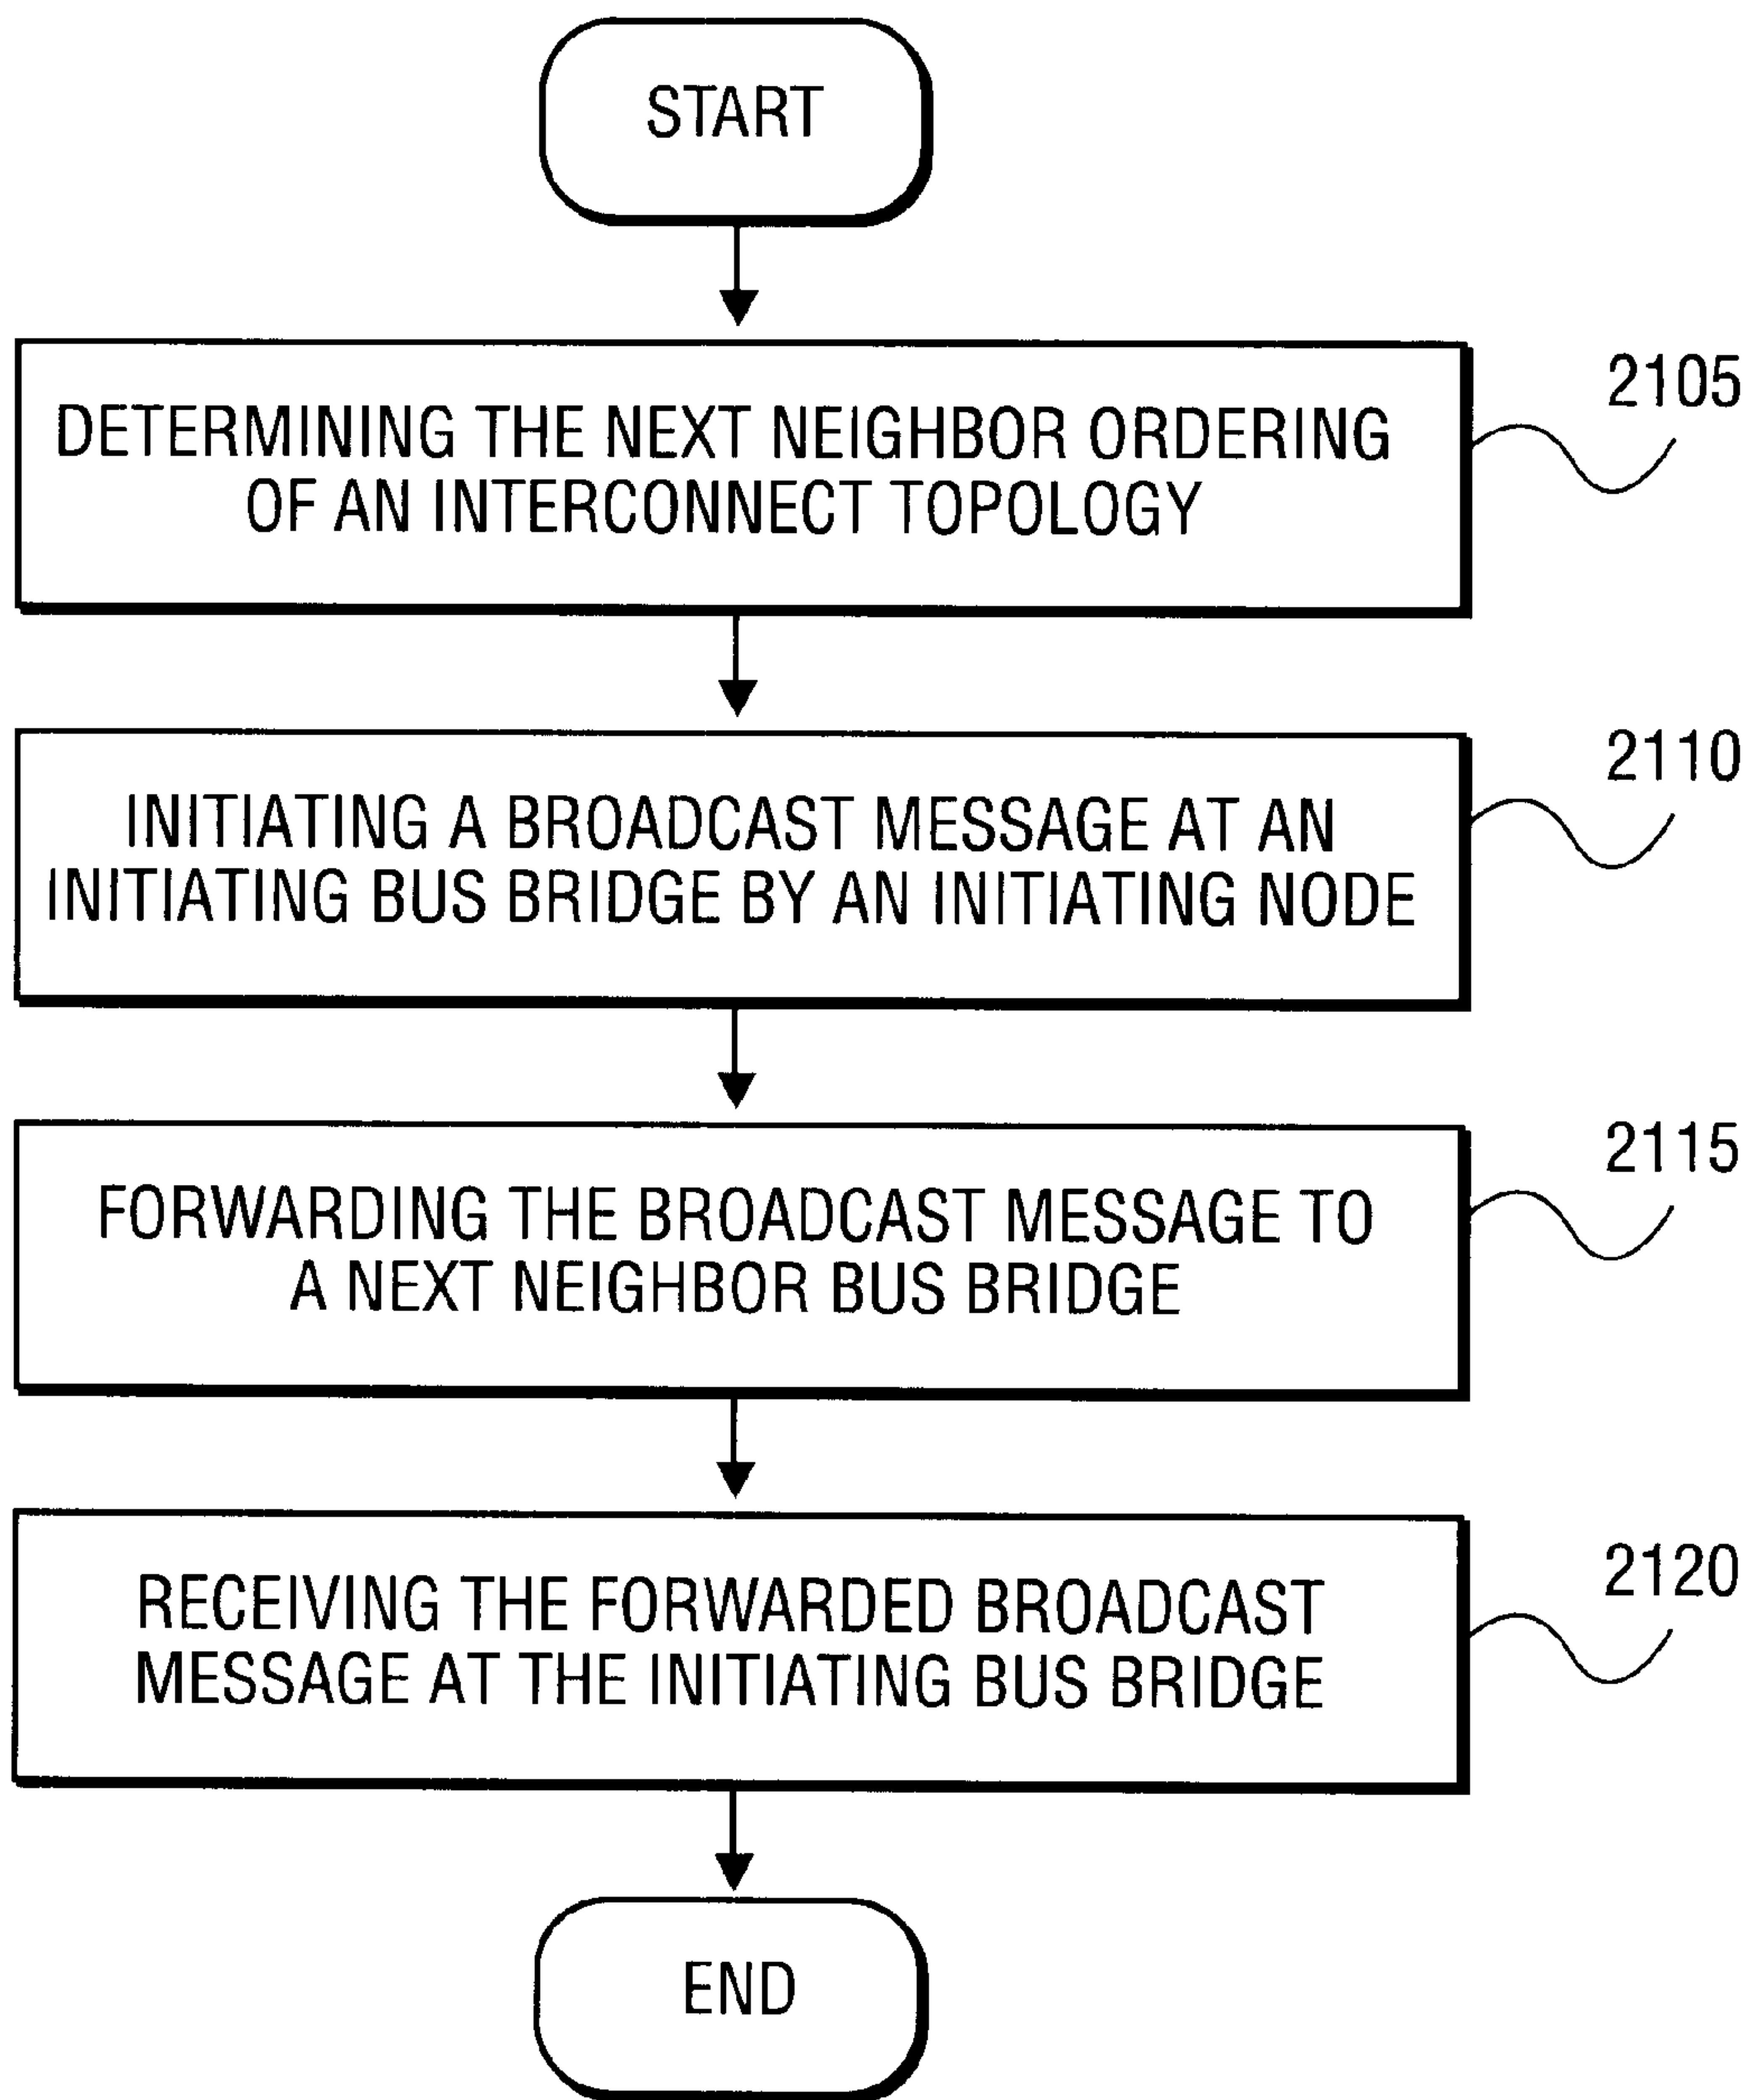 START
DETERMINING THE NEXT NEIGHBOR ORDERING
OF AN INTERCONNECT TOPOLOGY
2105
INITIATING A BROADCAST MESSAGE AT AN
INITIATING BUS BRIDGE BY AN INITIATING NODE
2110
FORWARDING THE BROADCAST MESSAGE TO
A NEXT NEIGHBOR BUS BRIDGE
2115
RECEIVING THE FORWARDED BROADCAST
MESSAGE AT THE INITIATING BUS BRIDGE
2120
END